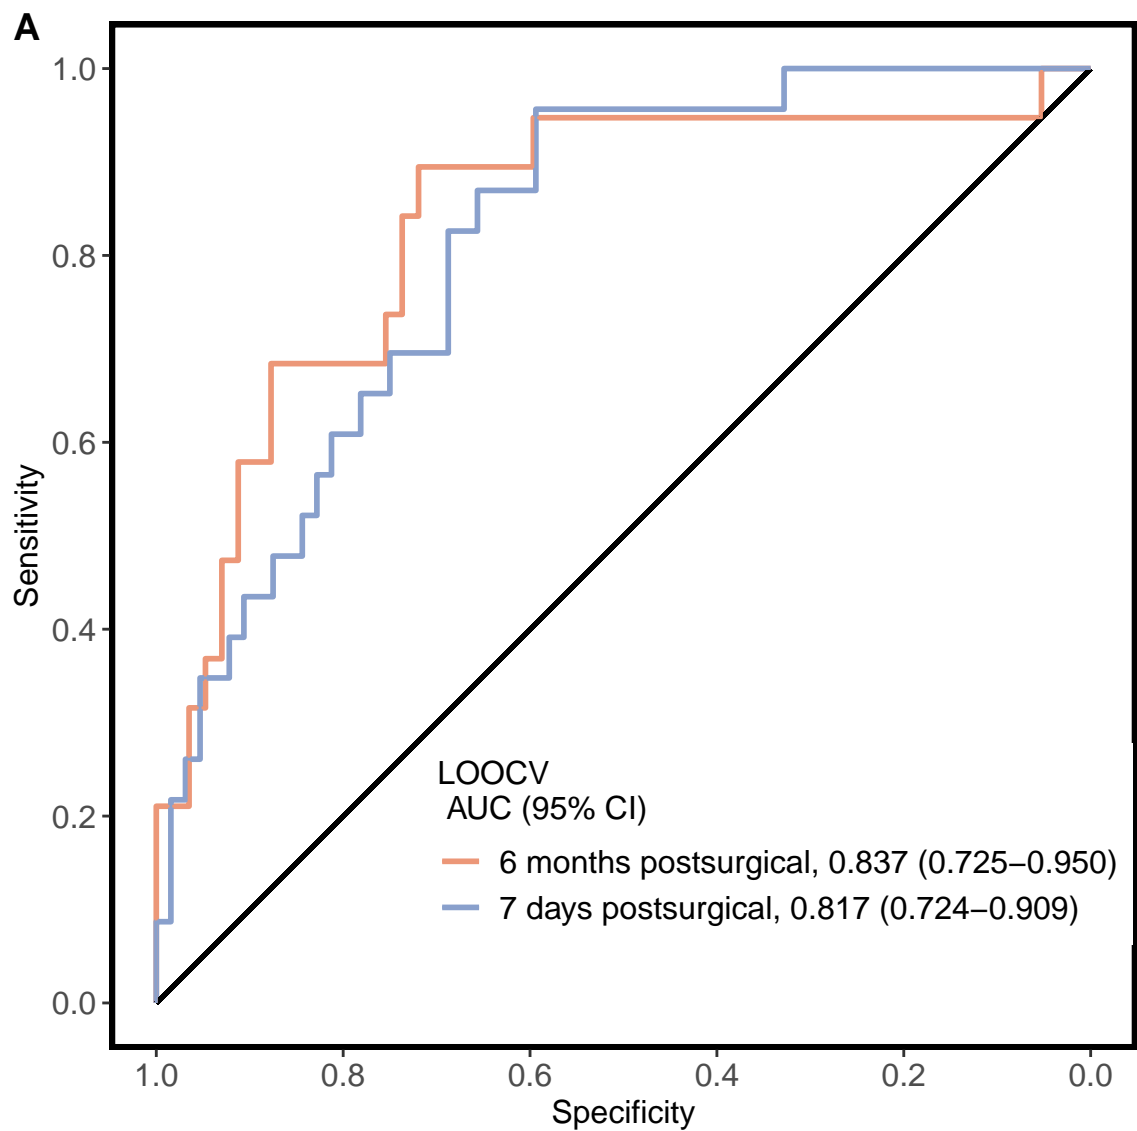 A
1.0
0.8
0.6
0.4
0.2
0.0
Sensitivity
LOOCV
AUC (95% CI)
6 months postsurgical, 0.837 (0.725–0.950)
7 days postsurgical, 0.817 (0.724–0.909)
1.0 0.8 0.6 0.4 0.2 0.0
Specificity